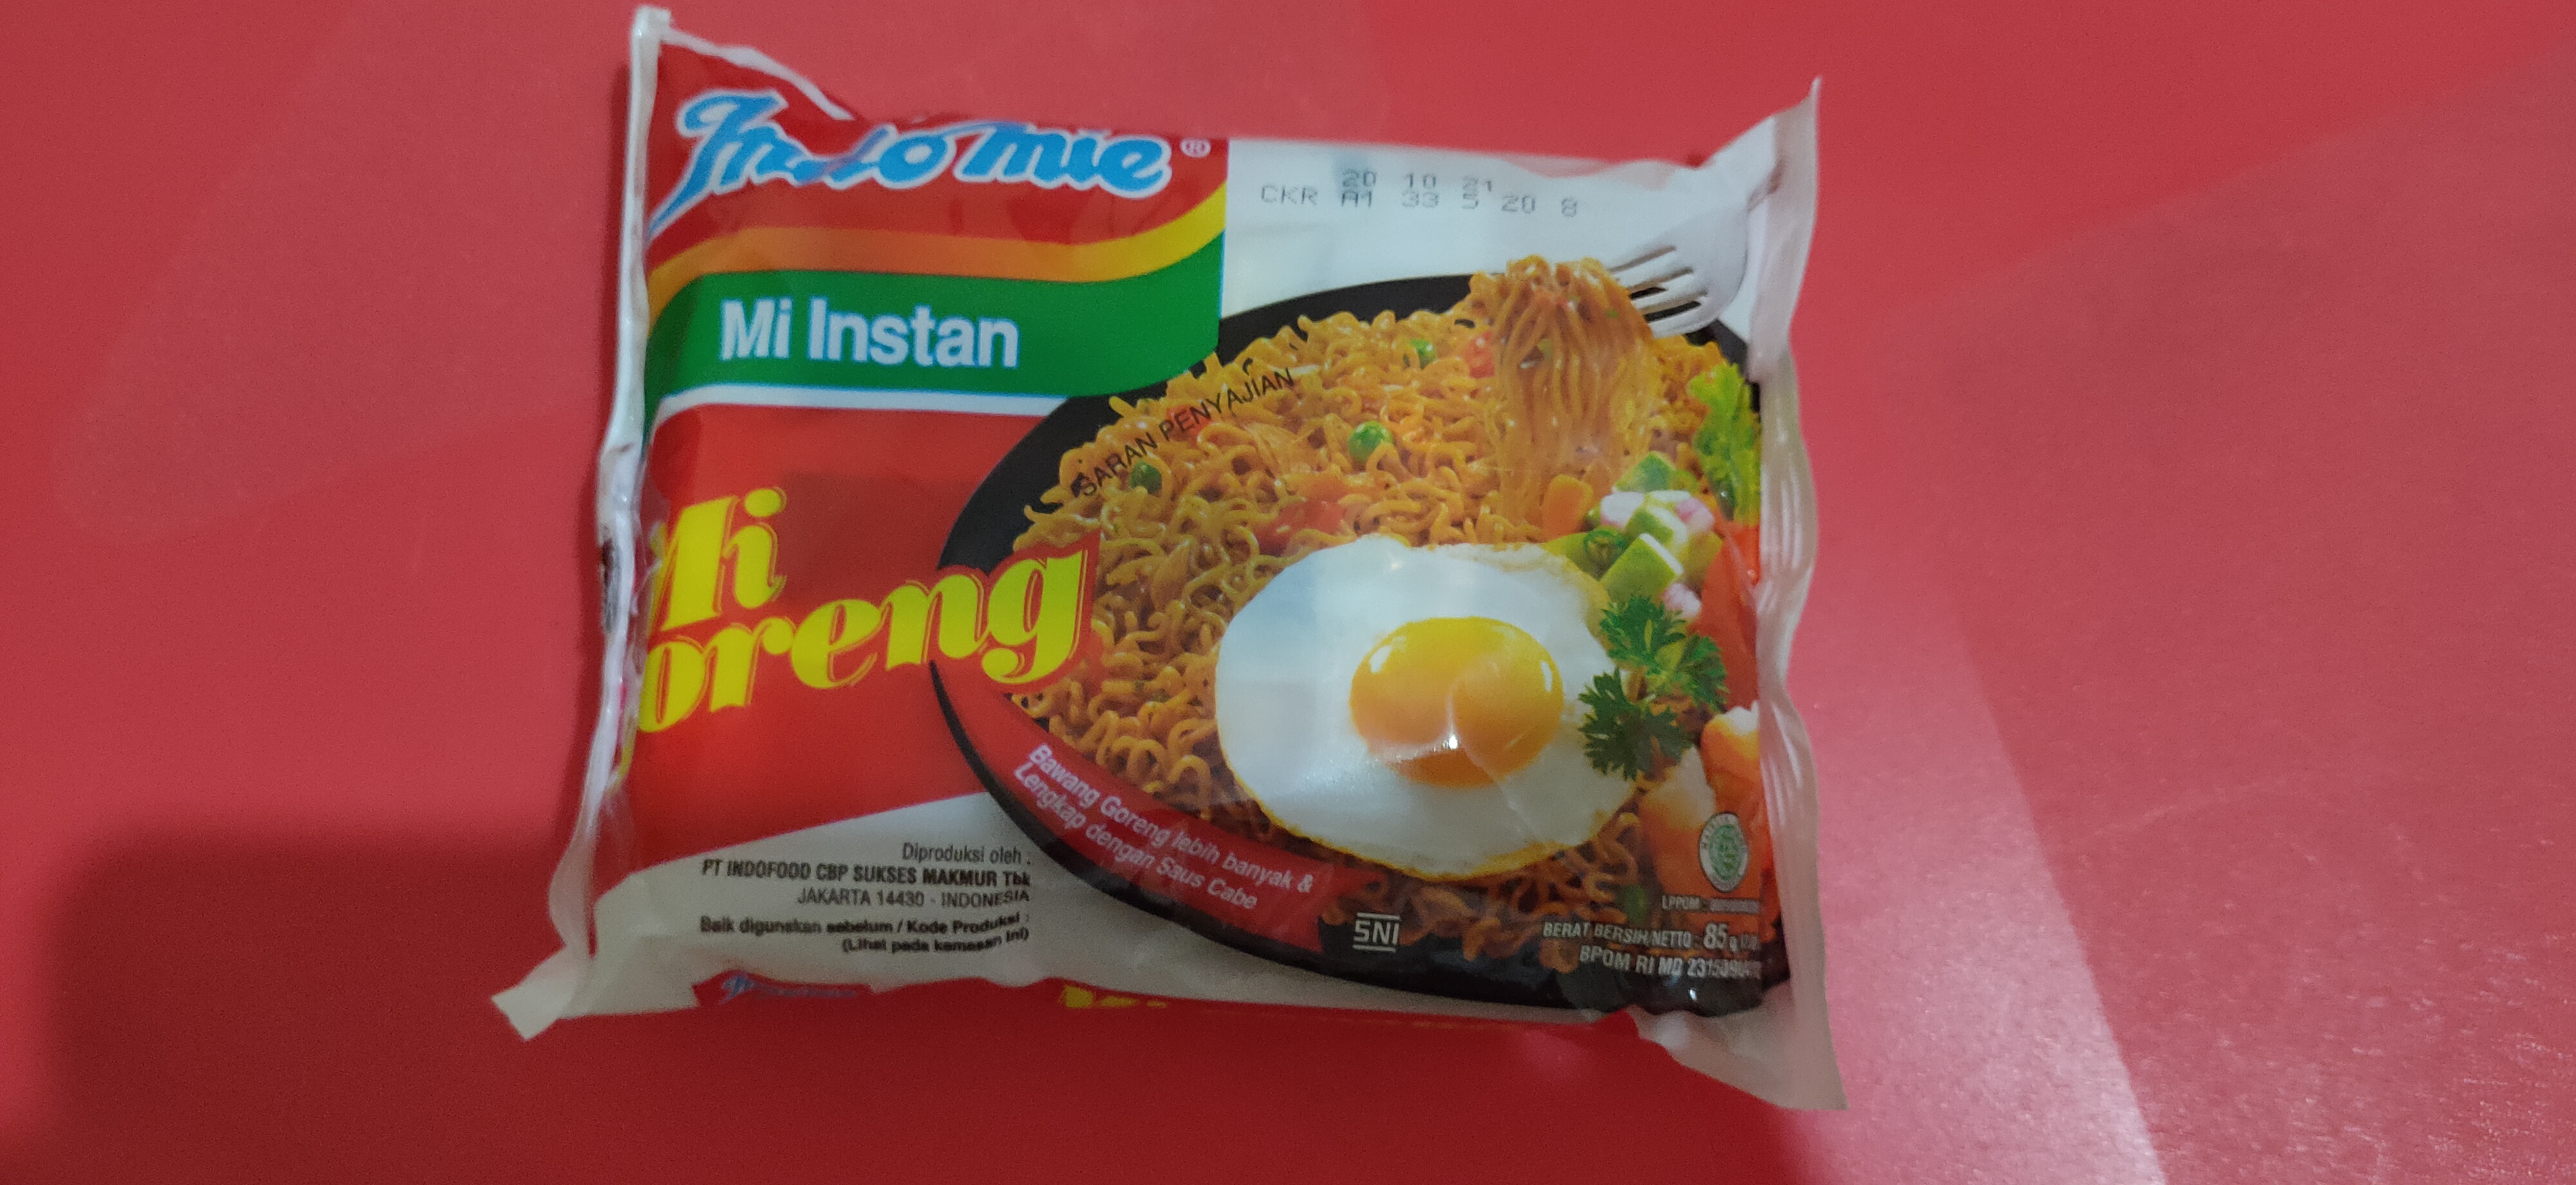 Indomie®
20 10 21
CKR A1 33 5 20 8
Mi Instan
SARAN PENYAJIAN
Mi
oreng
Bawang Goreng lebih banyak &
Lengkap dengan Saus Cabe
Diproduksi oleh :
PT INDOFOOD CBP SUKSES MAKMUR Tbk
JAKARTA 14430 - INDONESIA
Baik digunakan sebelum / Kode Produksi :
(Lihat pada kemasan ini)
SNI
LPPOM
BERAT BERSIH/NETTO : 85 g
BPOM RI MD